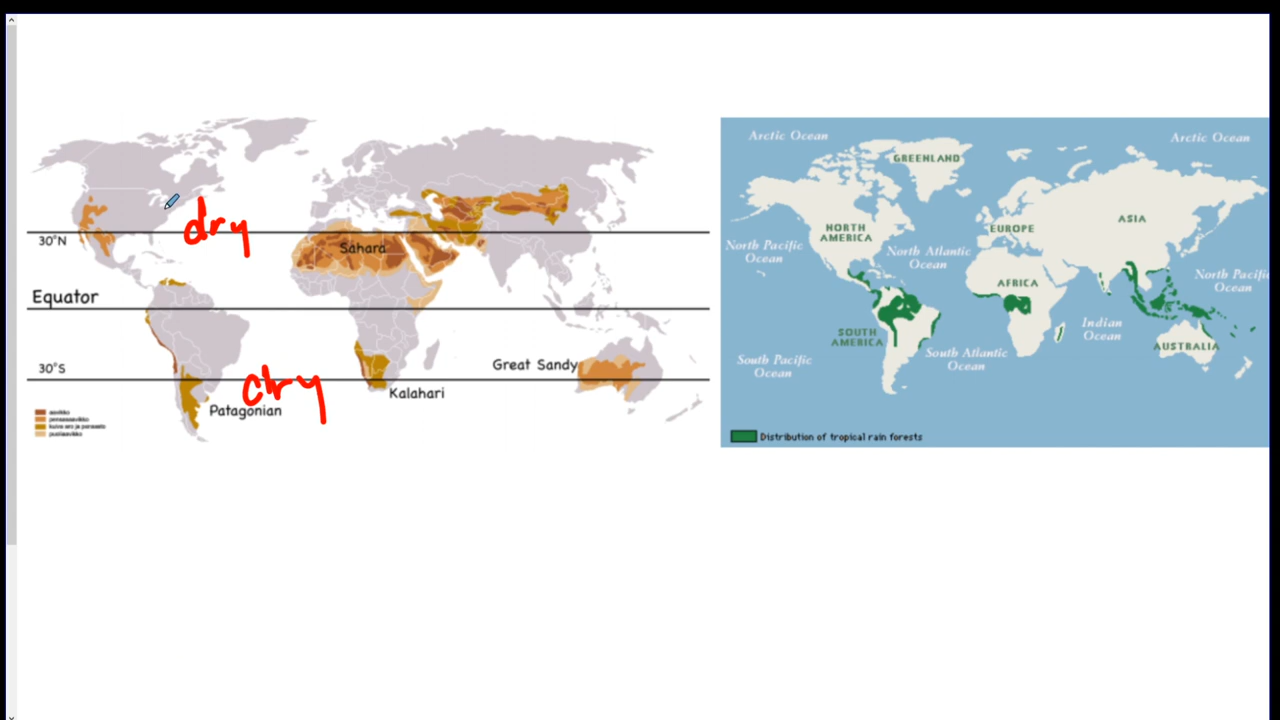 dry
30°N
Sahara
Equator
30°S
Great Sandy
dry
Kalahari
Patagonian
aavikko
puoliaavikko
Arctic Ocean
Arctic Ocean
GREENLAND
NORTH
AMERICA
EUROPE
ASIA
North Pacific
Ocean
North Atlantic
Ocean
North Pacific
Ocean
AFRICA
SOUTH
AMERICA
Indian
Ocean
AUSTRALIA
South Pacific
Ocean
South Atlantic
Ocean
Distribution of tropical rain forests